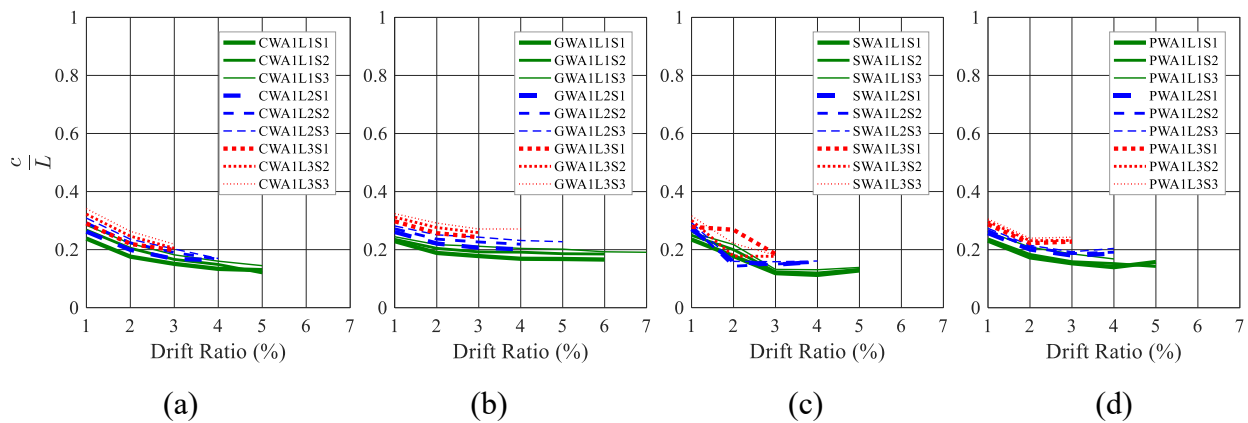 1
0.8
0.6
0.4
0.2
0
c
L
CWA1L1S1
CWA1L1S2
CWA1L1S3
CWA1L2S1
CWA1L2S2
CWA1L2S3
CWA1L3S1
CWA1L3S2
CWA1L3S3
1 2 3 4 5 6 7
Drift Ratio (%)
(a)
1
0.8
0.6
0.4
0.2
0
GWA1L1S1
GWA1L1S2
GWA1L1S3
GWA1L2S1
GWA1L2S2
GWA1L2S3
GWA1L3S1
GWA1L3S2
GWA1L3S3
1 2 3 4 5 6 7
Drift Ratio (%)
(b)
1
0.8
0.6
0.4
0.2
0
SWA1L1S1
SWA1L1S2
SWA1L1S3
SWA1L2S1
SWA1L2S2
SWA1L2S3
SWA1L3S1
SWA1L3S2
SWA1L3S3
1 2 3 4 5 6 7
Drift Ratio (%)
(c)
1
0.8
0.6
0.4
0.2
0
PWA1L1S1
PWA1L1S2
PWA1L1S3
PWA1L2S1
PWA1L2S2
PWA1L2S3
PWA1L3S1
PWA1L3S2
PWA1L3S3
1 2 3 4 5 6 7
Drift Ratio (%)
(d)